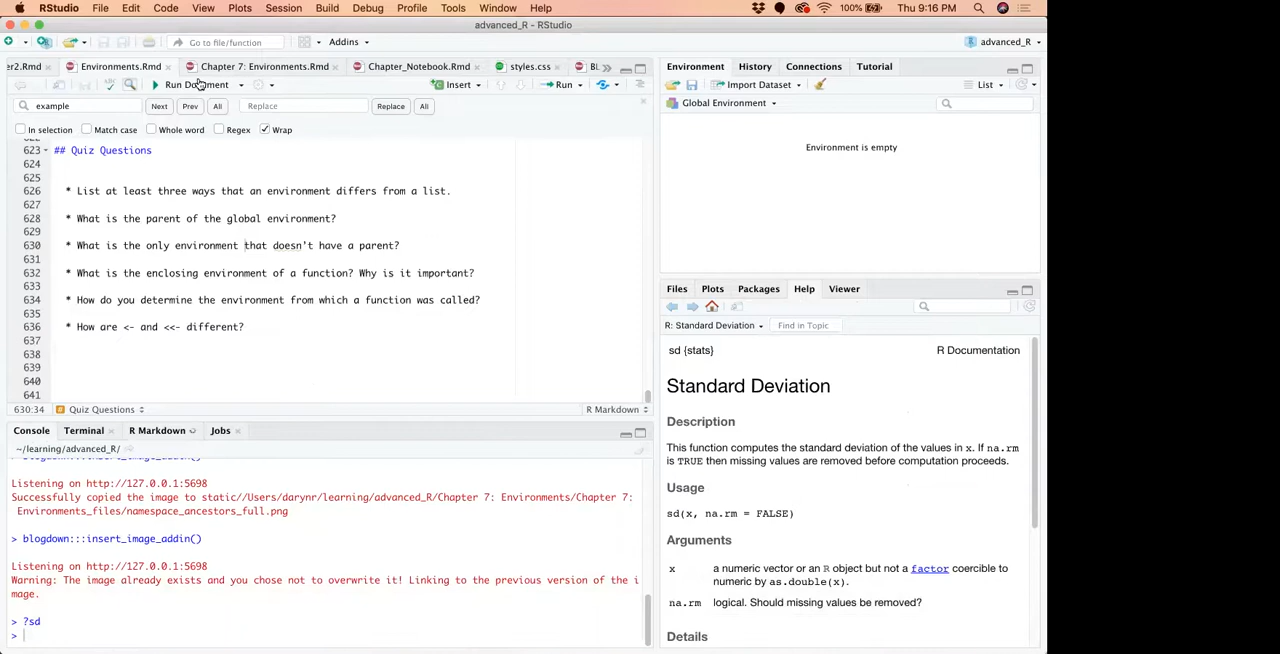 RStudio File Edit Code View Plots Session Build Debug Profile Tools Window Help 100% Thu 9:16 PM
advanced_R - RStudio
Go to file/function Addins advanced_R
er2.Rmd Environments.Rmd Chapter 7: Environments.Rmd Chapter_Notebook.Rmd styles.css
Run Document Insert Run
example Next Prev All Replace Replace All
In selection Match case Whole word Regex Wrap
623 ## Quiz Questions
624
625
626 * List at least three ways that an environment differs from a list.
627
628 * What is the parent of the global environment?
629
630 * What is the only environment that doesn't have a parent?
631
632 * What is the enclosing environment of a function? Why is it important?
633
634 * How do you determine the environment from which a function was called?
635
636 * How are <- and <<- different?
637
638
639
640
641
630:34 Quiz Questions R Markdown
Console Terminal R Markdown Jobs
~/learning/advanced_R/
> blogdown:::insert_image_addin()
Listening on http://127.0.0.1:5698
Successfully copied the image to static//Users/darynr/learning/advanced_R/Chapter 7: Environments/Chapter 7:
Environments_files/namespace_ancestors_full.png
> blogdown:::insert_image_addin()
Listening on http://127.0.0.1:5698
Warning: The image already exists and you chose not to overwrite it! Linking to the previous version of the i
mage.
> ?sd
>
Environment History Connections Tutorial
Import Dataset List
Global Environment
Environment is empty
Files Plots Packages Help Viewer
R: Standard Deviation Find in Topic
sd {stats} R Documentation
Standard Deviation
Description
This function computes the standard deviation of the values in x. If na.rm
is TRUE then missing values are removed before computation proceeds.
Usage
sd(x, na.rm = FALSE)
Arguments
x a numeric vector or an R object but not a factor coercible to
numeric by as.double(x).
na.rm logical. Should missing values be removed?
Details